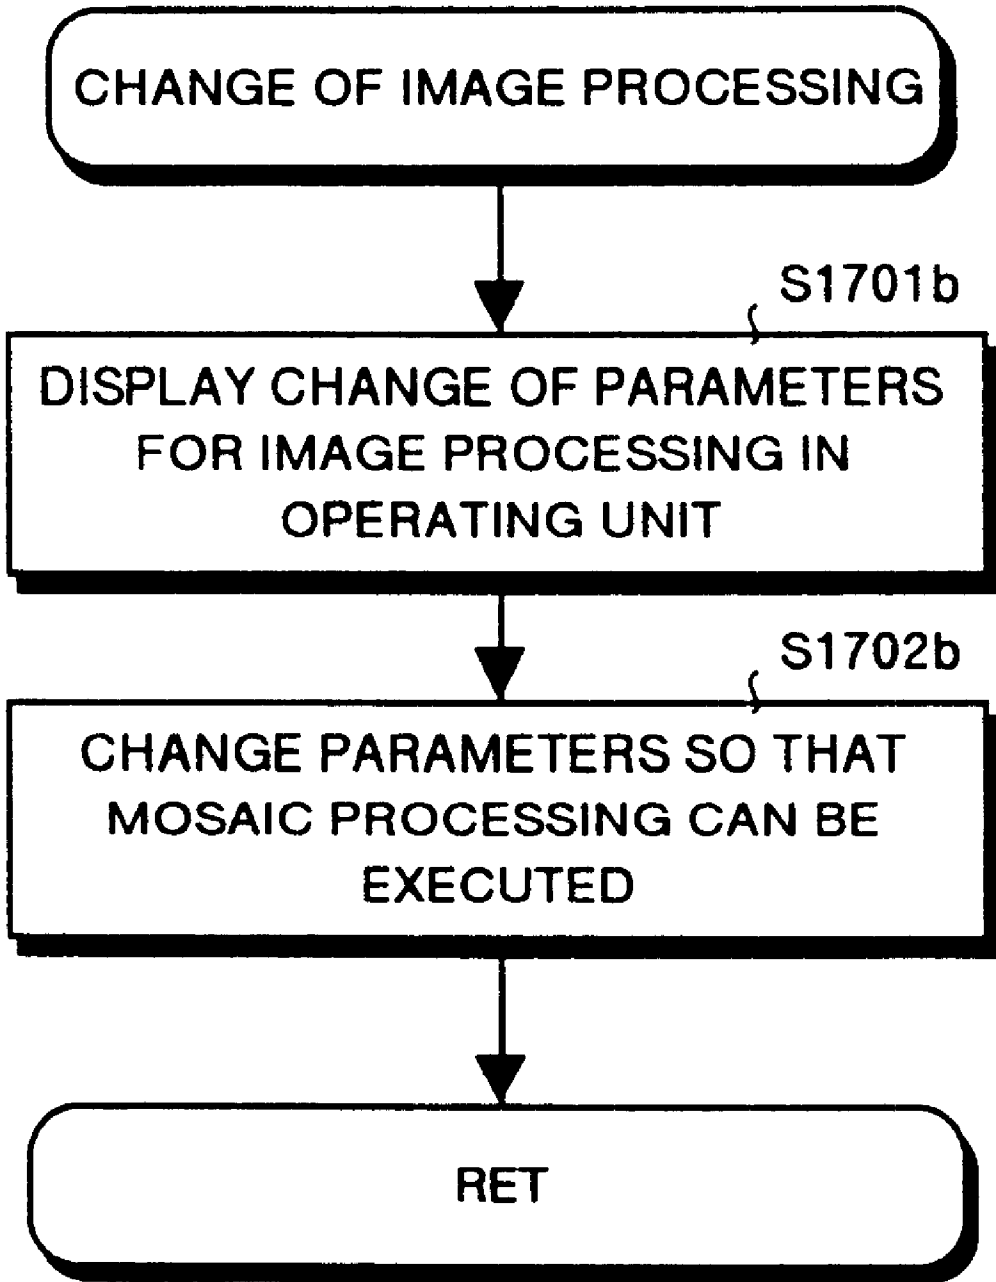 CHANGE OF IMAGE PROCESSING
S1701b
DISPLAY CHANGE OF PARAMETERS
FOR IMAGE PROCESSING IN
OPERATING UNIT
S1702b
CHANGE PARAMETERS SO THAT
MOSAIC PROCESSING CAN BE
EXECUTED
RET